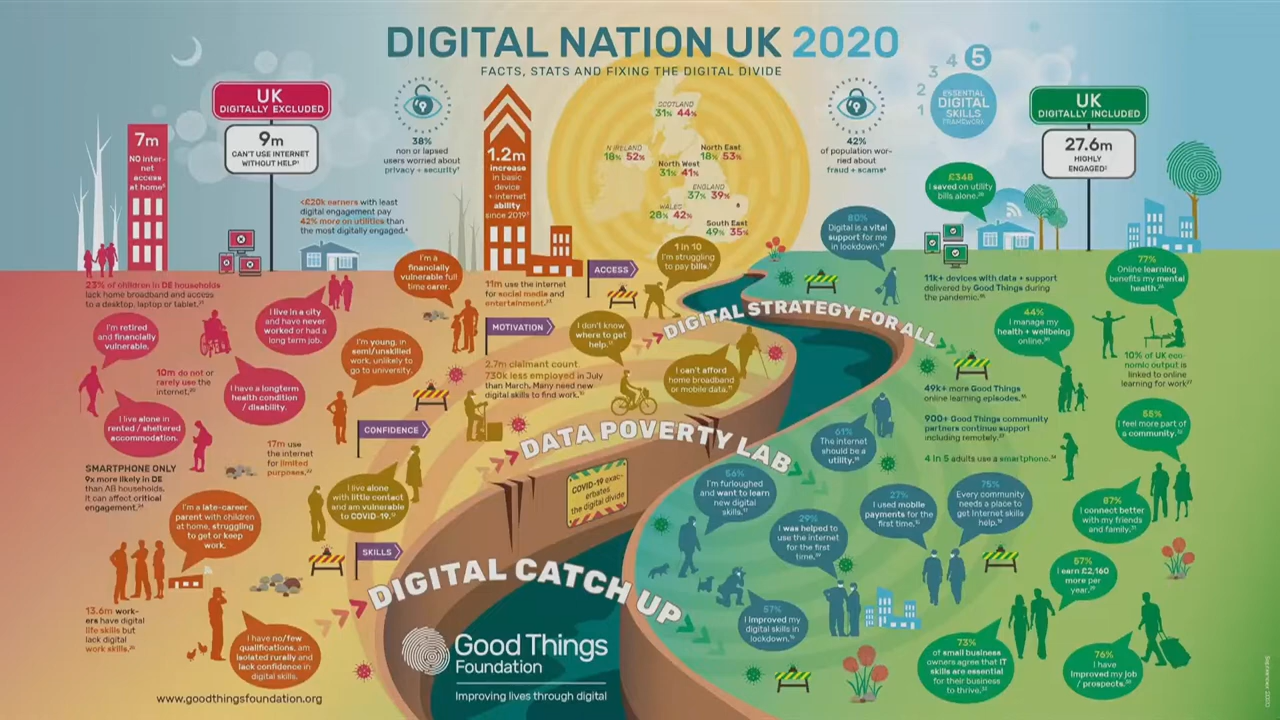 DIGITAL NATION UK 2020
FACTS, STATS AND FIXING THE DIGITAL DIVIDE
UK
DIGITALLY EXCLUDED
9m
CAN'T USE INTERNET
WITHOUT HELP¹
7m
NO inter-
net
access
at home²
38%
non or lapsed
users worried about
privacy + security³
1.2m
increase
in basic
device
+ internet
ability
since 2019⁵
<£20k earners with least
digital engagement pay
42% more on utilities than
the most digitally engaged.⁴
SCOTLAND
31% 44%
N IRELAND
18% 52%
North East
18% 53%
North West
31% 41%
ENGLAND
37% 39%
WALES
28% 42%
South East
49% 35%
42%
of population wor-
ried about
fraud + scams
1
2
3
4
5
ESSENTIAL
DIGITAL
SKILLS
FRAMEWORK
UK
DIGITALLY INCLUDED
27.6m
HIGHLY
ENGAGED
£348
I saved on utility
bills alone.
80%
Digital is a vital
support for me
in lockdown.
77%
Online learning
benefits my mental
health.
23% of children in DE households
lack home broadband and access
to a desktop, laptop or tablet.
I'm retired
and financially
vulnerable.
I live in a city
and have never
worked or had a
long term job.
10m do not or
rarely use the
internet.
I have a longterm
health condition
/ disability.
I live alone in
rented / sheltered
accommodation.
17m use
the internet
for limited
purposes.
SMARTPHONE ONLY
9x more likely in DE
than AB households.
It can affect critical
engagement.
I'm a late-career
parent with children
at home, struggling
to get or keep
work.
13.6m work-
ers have digital
life skills but
lack digital
work skills.
I have no/few
qualifications, am
isolated rurally and
lack confidence in
digital skills.
www.goodthingsfoundation.org
I'm a
financially
vulnerable full
time carer.
I'm young, in
semi/unskilled
work, unlikely to
go to university.
11m use the internet
for social media and
entertainment.
ACCESS
1 in 10
I'm struggling
to pay bills.
MOTIVATION
I don't know
where to get
help.
2.7m claimant count.
730k less employed in July
than March. Many need new
digital skills to find work.
I can't afford
home broadband
or mobile data.
CONFIDENCE
I live alone
with little contact
and am vulnerable
to COVID-19.
SKILLS
DIGITAL STRATEGY FOR ALL
DATA POVERTY LAB
COVID-19 exac-
erbates
the digital divide
DIGITAL CATCH UP
Good Things
Foundation
Improving lives through digital
11k+ devices with data + support
delivered by Good Things during
the pandemic.
44%
I manage my
health + wellbeing
online.
10% of UK eco-
nomic output is
linked to online
learning for work
49k+ more Good Things
online learning episodes.
900+ Good Things community
partners continue support
including remotely.
4 in 5 adults use a smartphone.
55%
I feel more part of
a community.
61%
The internet
should be a
utility.
56%
I'm furloughed
and want to learn
new digital
skills.
29%
I was helped to
use the internet
for the first
time.
27%
I used mobile
payments for the
first time.
75%
Every community
needs a place to
get internet skills
help.
87%
I connect better
with my friends
and family.
57%
I improved my
digital skills in
lockdown.
57%
I earn £2,160
more per
year.
73%
of small business
owners agree that IT
skills are essential
for their business
to thrive.
76%
I have
improved my job
/ prospects.
September 2020